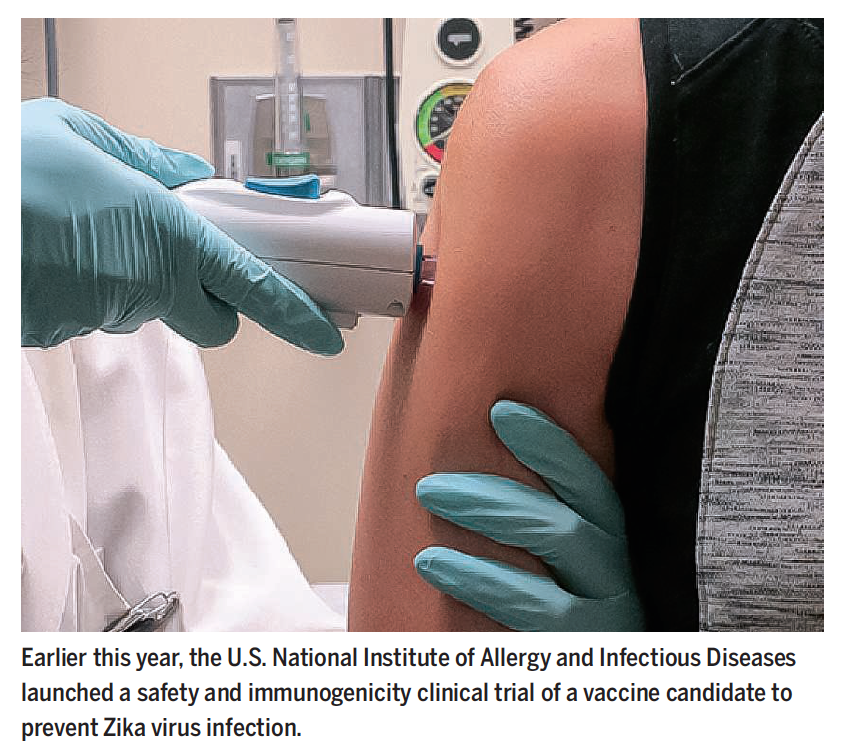 Earlier this year, the U.S. National Institute of Allergy and Infectious Diseases
launched a safety and immunogenicity clinical trial of a vaccine candidate to
prevent Zika virus infection.